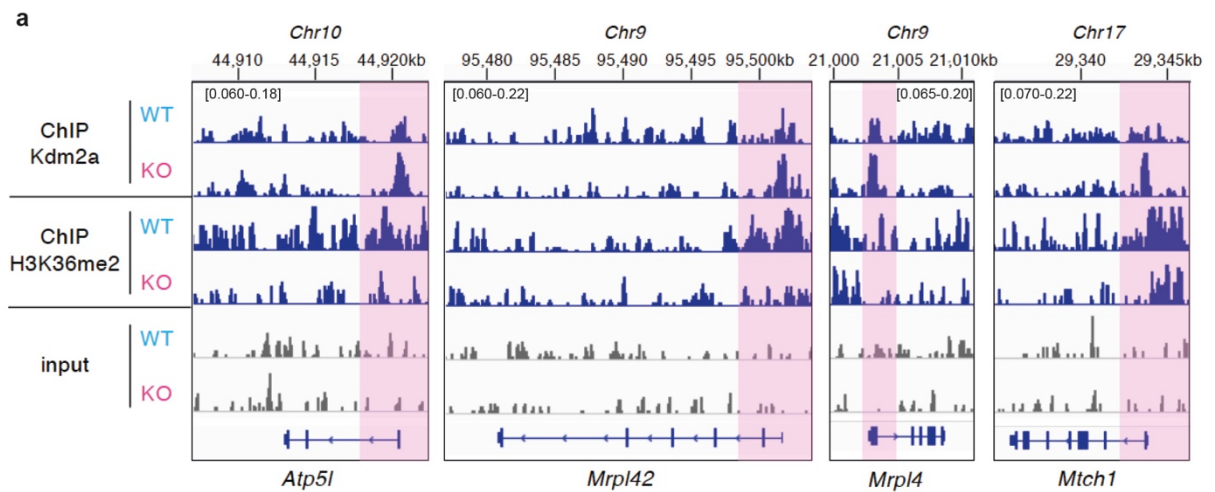 a
Chr10 Chr9 Chr9 Chr17
44,910 44,915 44,920kb 95,480 95,485 95,490 95,495 95,500kb 21,000 21,005 21,010kb 29,340 29,345kb
[0.060-0.18] [0.060-0.22] [0.065-0.20] [0.070-0.22]
ChIP
Kdm2a
WT
KO
ChIP
H3K36me2
WT
KO
input
WT
KO
Atp5l Mrpl42 Mrpl4 Mtch1